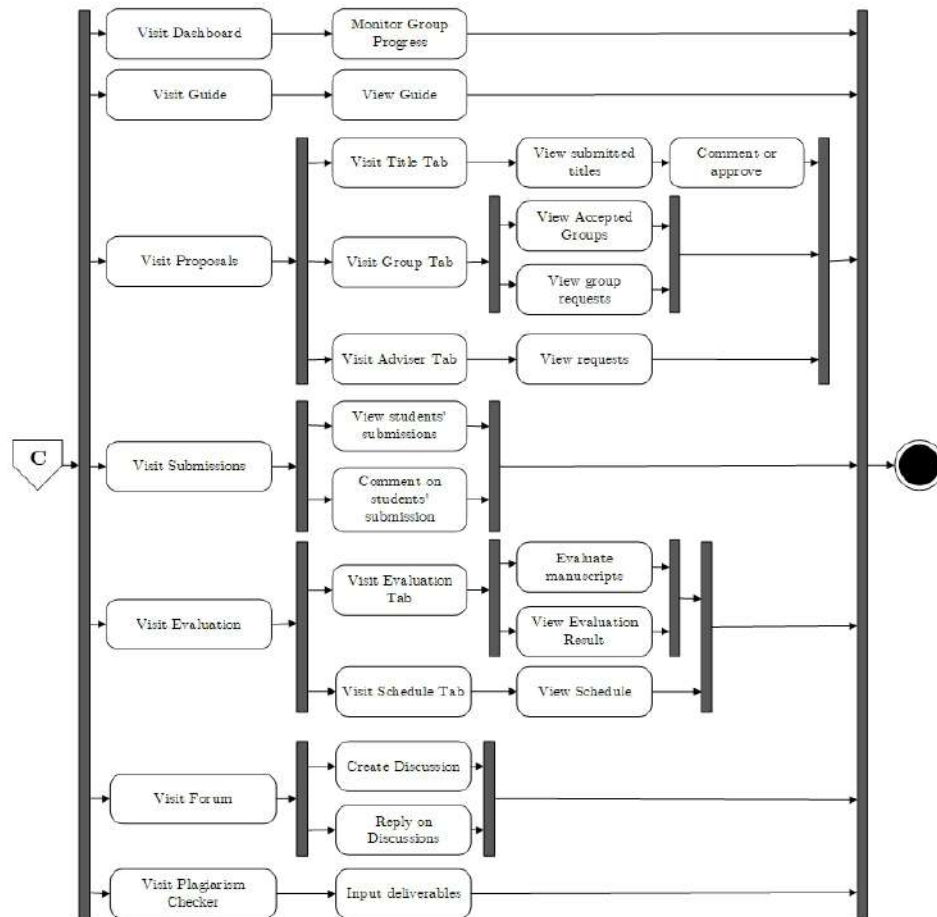 Visit Dashboard
Monitor Group
Progress
Visit Guide
View Guide
Visit Title Tab
View submitted
titles
Comment or
approve
Visit Proposals
Visit Group Tab
View Accepted
Groups
View group
requests
Visit Adviser Tab
View requests
C
Visit Submissions
View students'
submissions
Comment on
students'
submission
Visit Evaluation
Visit Evaluation
Tab
Evaluate
manuscripts
View Evaluation
Result
Visit Schedule Tab
View Schedule
Visit Forum
Create Discussion
Reply on
Discussions
Visit Plagiarism
Checker
Input deliverables